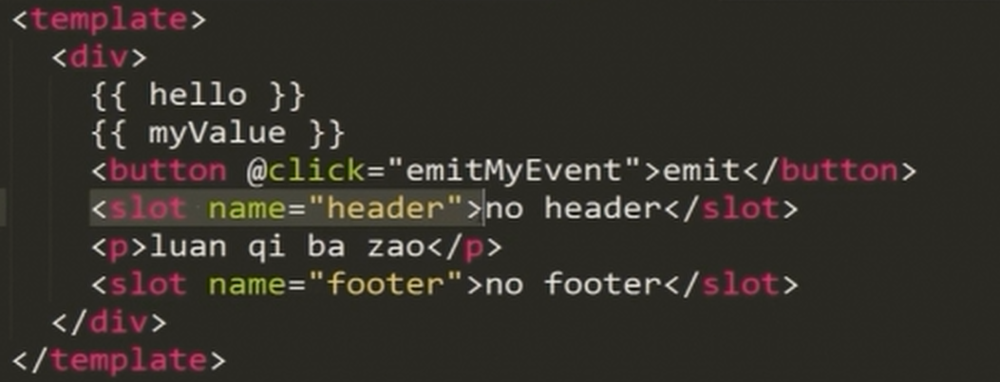 <template>
<div>
{{ hello }}
{{ myValue }}
<button @click="emitMyEvent">emit</button>
<slot name="header">no header</slot>
<p>luan qi ba zao</p>
<slot name="footer">no footer</slot>
</div>
</template>